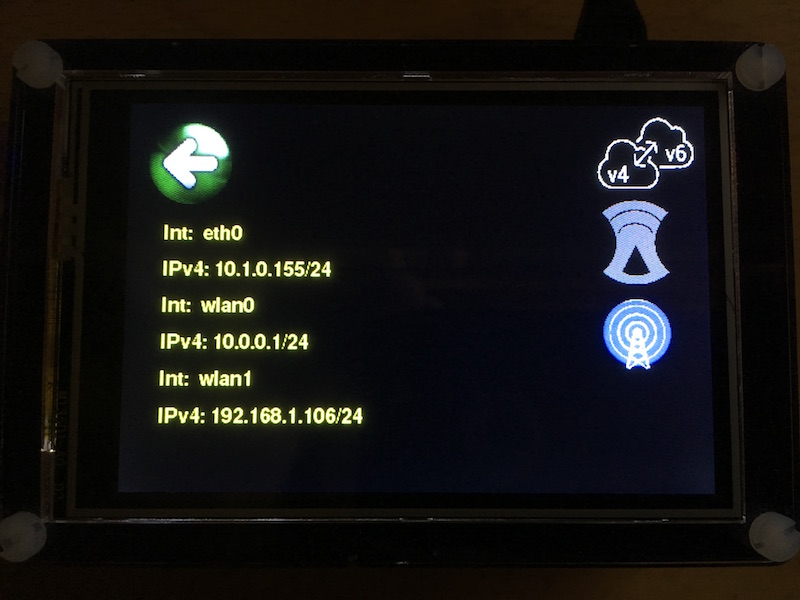 v4 v6
Int: eth0
IPv4: 10.1.0.155/24
Int: wlan0
IPv4: 10.0.0.1/24
Int: wlan1
IPv4: 192.168.1.106/24